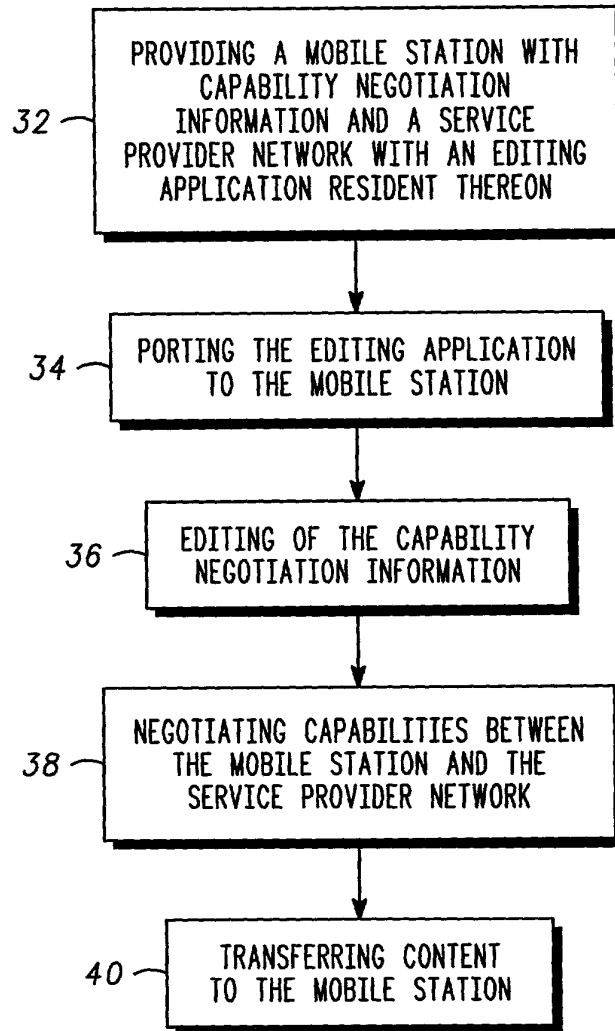 PROVIDING A MOBILE STATION WITH
CAPABILITY NEGOTIATION
INFORMATION AND A SERVICE
PROVIDER NETWORK WITH AN EDITING
APPLICATION RESIDENT THEREON
32
PORTING THE EDITING APPLICATION
TO THE MOBILE STATION
34
EDITING OF THE CAPABILITY
NEGOTIATION INFORMATION
36
NEGOTIATING CAPABILITIES BETWEEN
THE MOBILE STATION AND THE
SERVICE PROVIDER NETWORK
38
TRANSFERRING CONTENT
TO THE MOBILE STATION
40